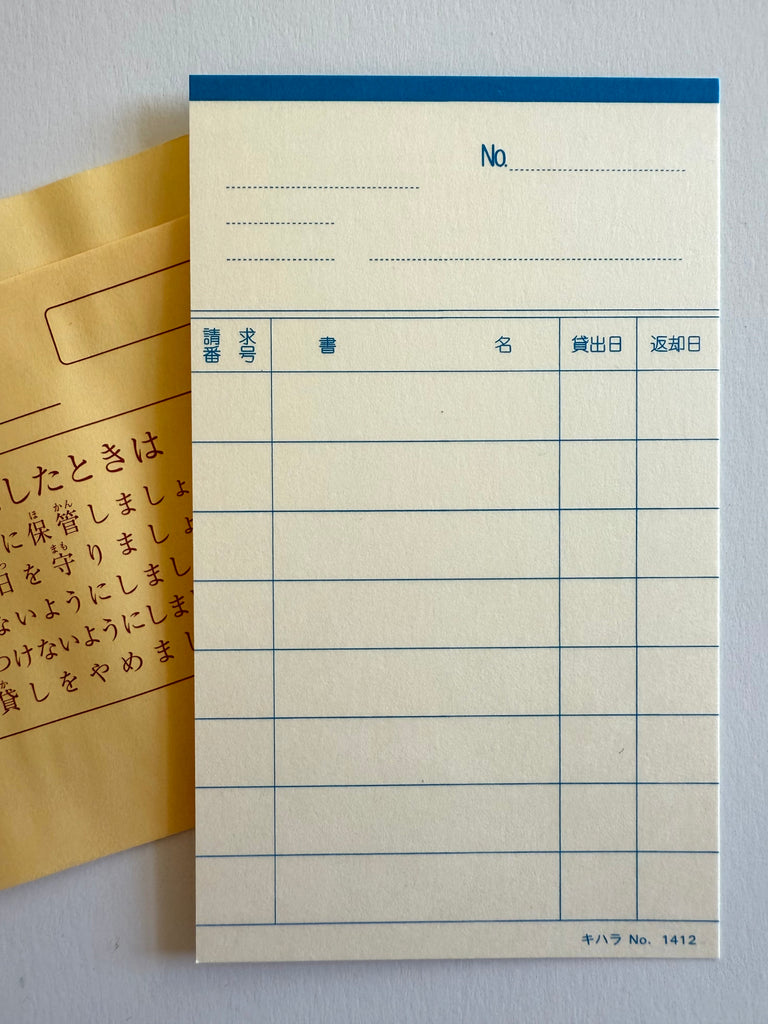 No.
請求番号 書名 貸出日 返却日
キハラ No. 1412
したときは
に保管しましょ
日を守りましょ
ないようにしまし
つけないようにしま
貸しをやめまし